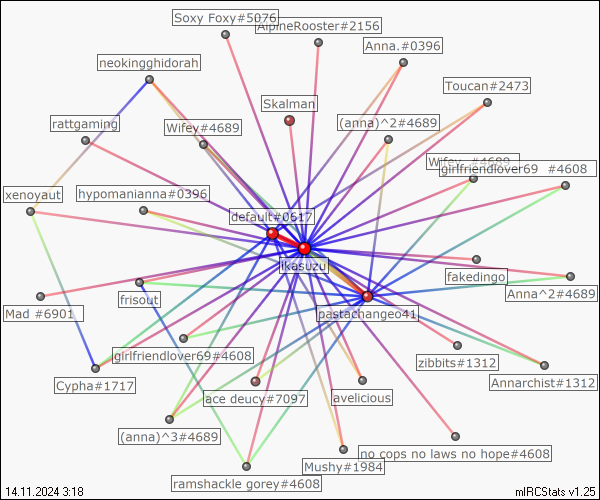 Soxy Foxy#5076
AlpineRooster#2156
Anna.#0396
neokingghidorah
Toucan#2473
Skalman
rattgaming
Wifey#4689
(anna)^2#4689
Wifey #4689
girlfriendlover69 #4608
xenoyaut
hypomanianna#0396
default#0617
ikasuzu
fakedingo
Anna^2#4689
frisout
Mad #6901
pastachangeo41
girlfriendlover69#4608
zibbits#1312
Annarchist#1312
Cypha#1717
ace deucy#7097
avelicious
(anna)^3#4689
no cops no laws no hope#4608
Mushy#1984
ramshackle gorey#4608
14.11.2024 3:18
mIRCStats v1.25